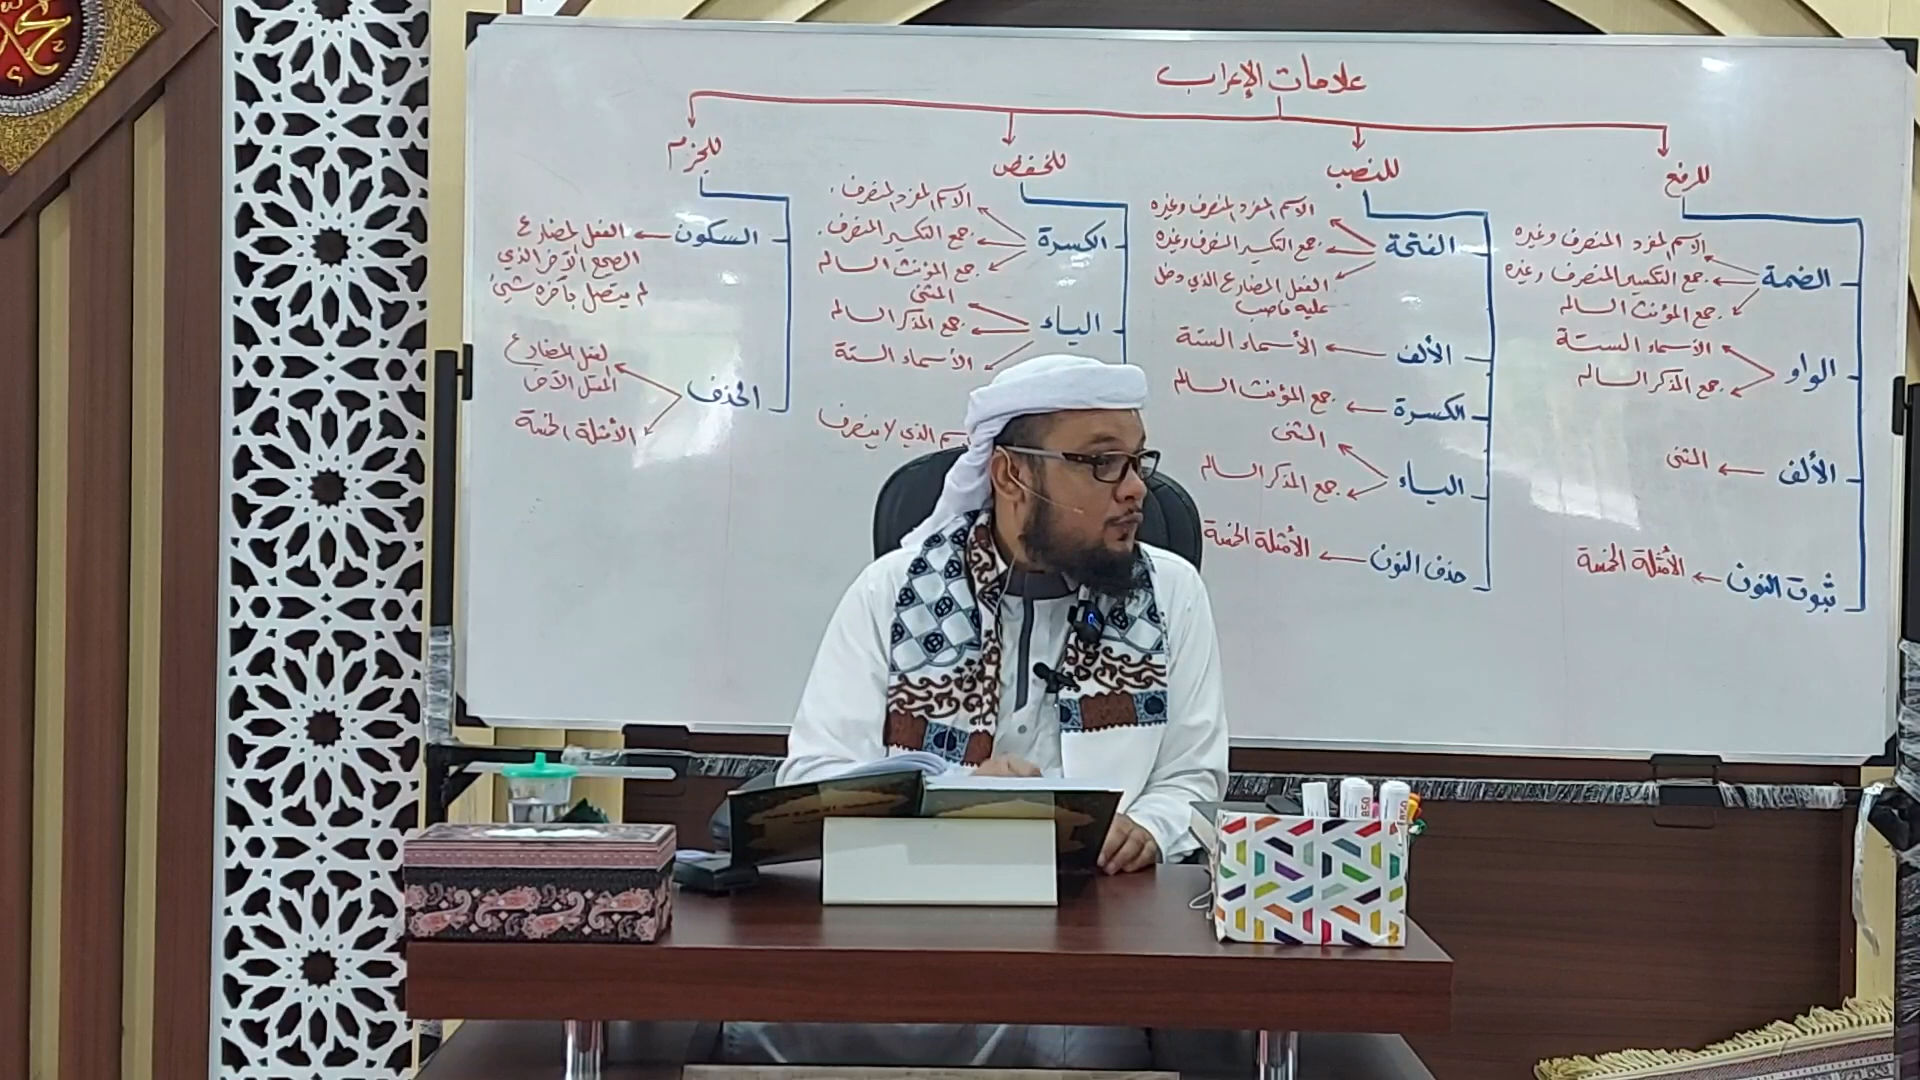 علامات الإعراب
للرفع
الضمة
الاسم المفرد المنصرف وغيره
جمع التكسير المنصرف وغيره
جمع المؤنث السالم
الواو
الأسماء الستة
جمع المذكر السالم
الألف
المثنى
ثبوت النون
الأمثلة الخمسة
للنصب
الفتحة
الاسم المفرد المنصرف وغيره
جمع التكسير المنصرف وغيره
الفعل المضارع الذي دخل
عليه ناصب
الألف
الأسماء الستة
الكسرة
جمع المؤنث السالم
الياء
المثنى
جمع المذكر السالم
حذف النون
الأمثلة الخمسة
للخفض
الكسرة
الاسم المفرد المنصرف
جمع التكسير المنصرف
جمع المؤنث السالم
الياء
المثنى
جمع المذكر السالم
الأسماء الستة
الذي لا ينصرف
للجزم
السكون
الفعل المضارع
الصحيح الآخر الذي
لم يتصل بآخره شيء
الحذف
الفعل المضارع
المعتل الآخر
الأمثلة الخمسة